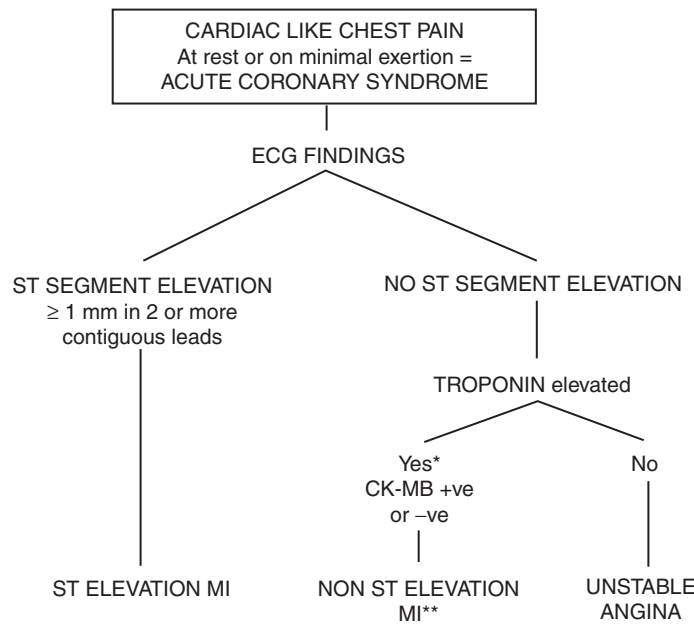 CARDIAC LIKE CHEST PAIN
At rest or on minimal exertion =
ACUTE CORONARY SYNDROME
ECG FINDINGS
ST SEGMENT ELEVATION
≥ 1 mm in 2 or more
contiguous leads
NO ST SEGMENT ELEVATION
TROPONIN elevated
Yes*
CK-MB +ve
or –ve
No
ST ELEVATION MI
NON ST ELEVATION
MI**
UNSTABLE
ANGINA